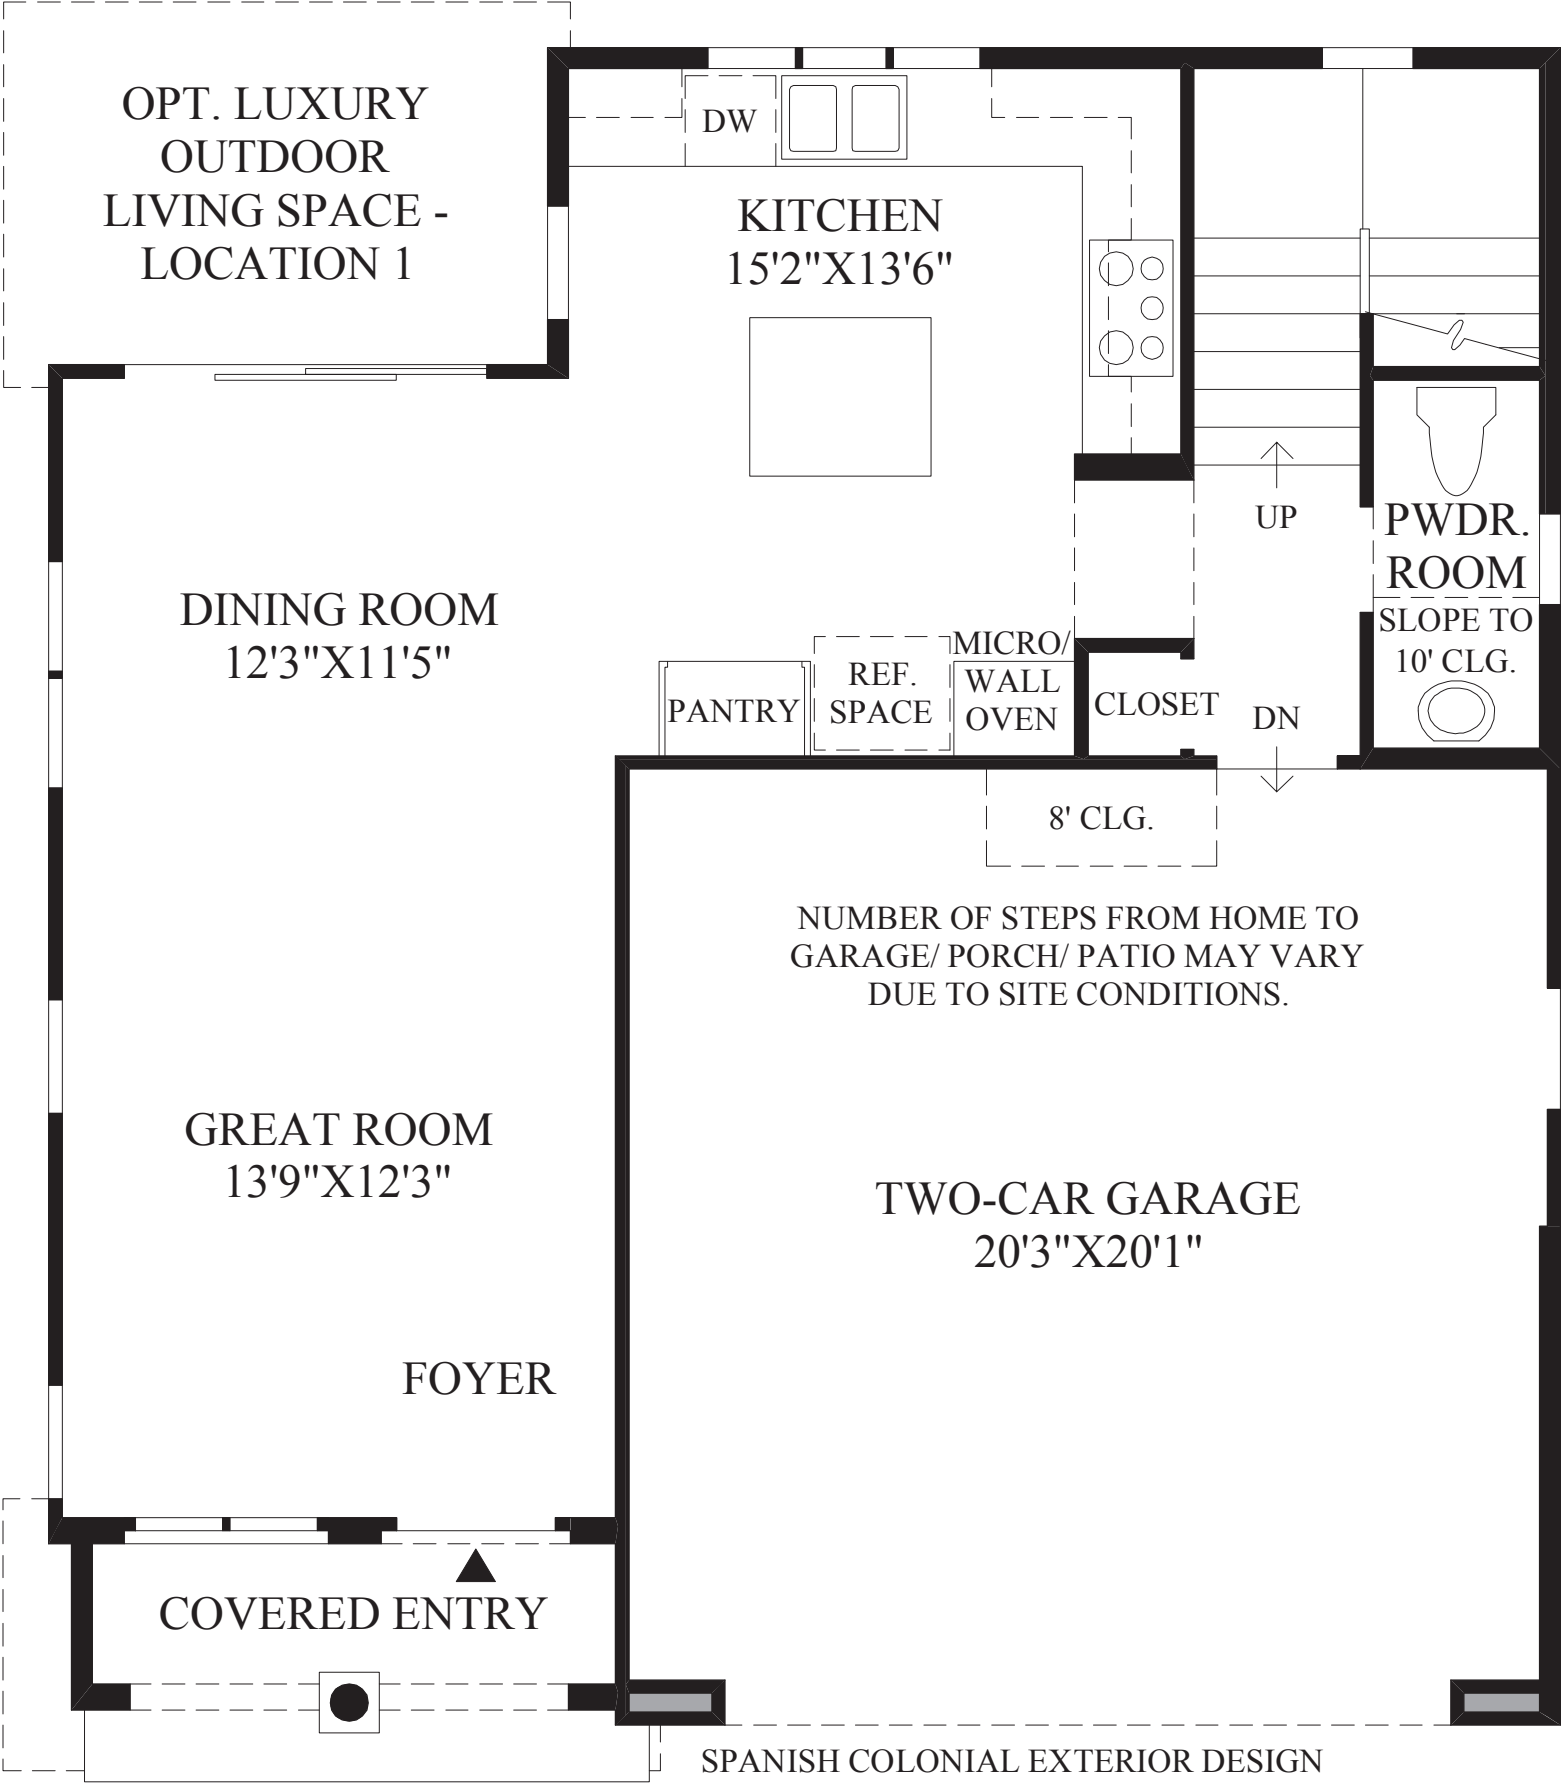 OPT. LUXURY
OUTDOOR
LIVING SPACE -
LOCATION 1
DW
KITCHEN
15'2"X13'6"
UP
PWDR.
ROOM
SLOPE TO
10' CLG.
DINING ROOM
12'3"X11'5"
PANTRY
REF.
SPACE
MICRO/
WALL
OVEN
CLOSET
DN
8' CLG.
NUMBER OF STEPS FROM HOME TO
GARAGE/ PORCH/ PATIO MAY VARY
DUE TO SITE CONDITIONS.
GREAT ROOM
13'9"X12'3"
TWO-CAR GARAGE
20'3"X20'1"
FOYER
COVERED ENTRY
SPANISH COLONIAL EXTERIOR DESIGN